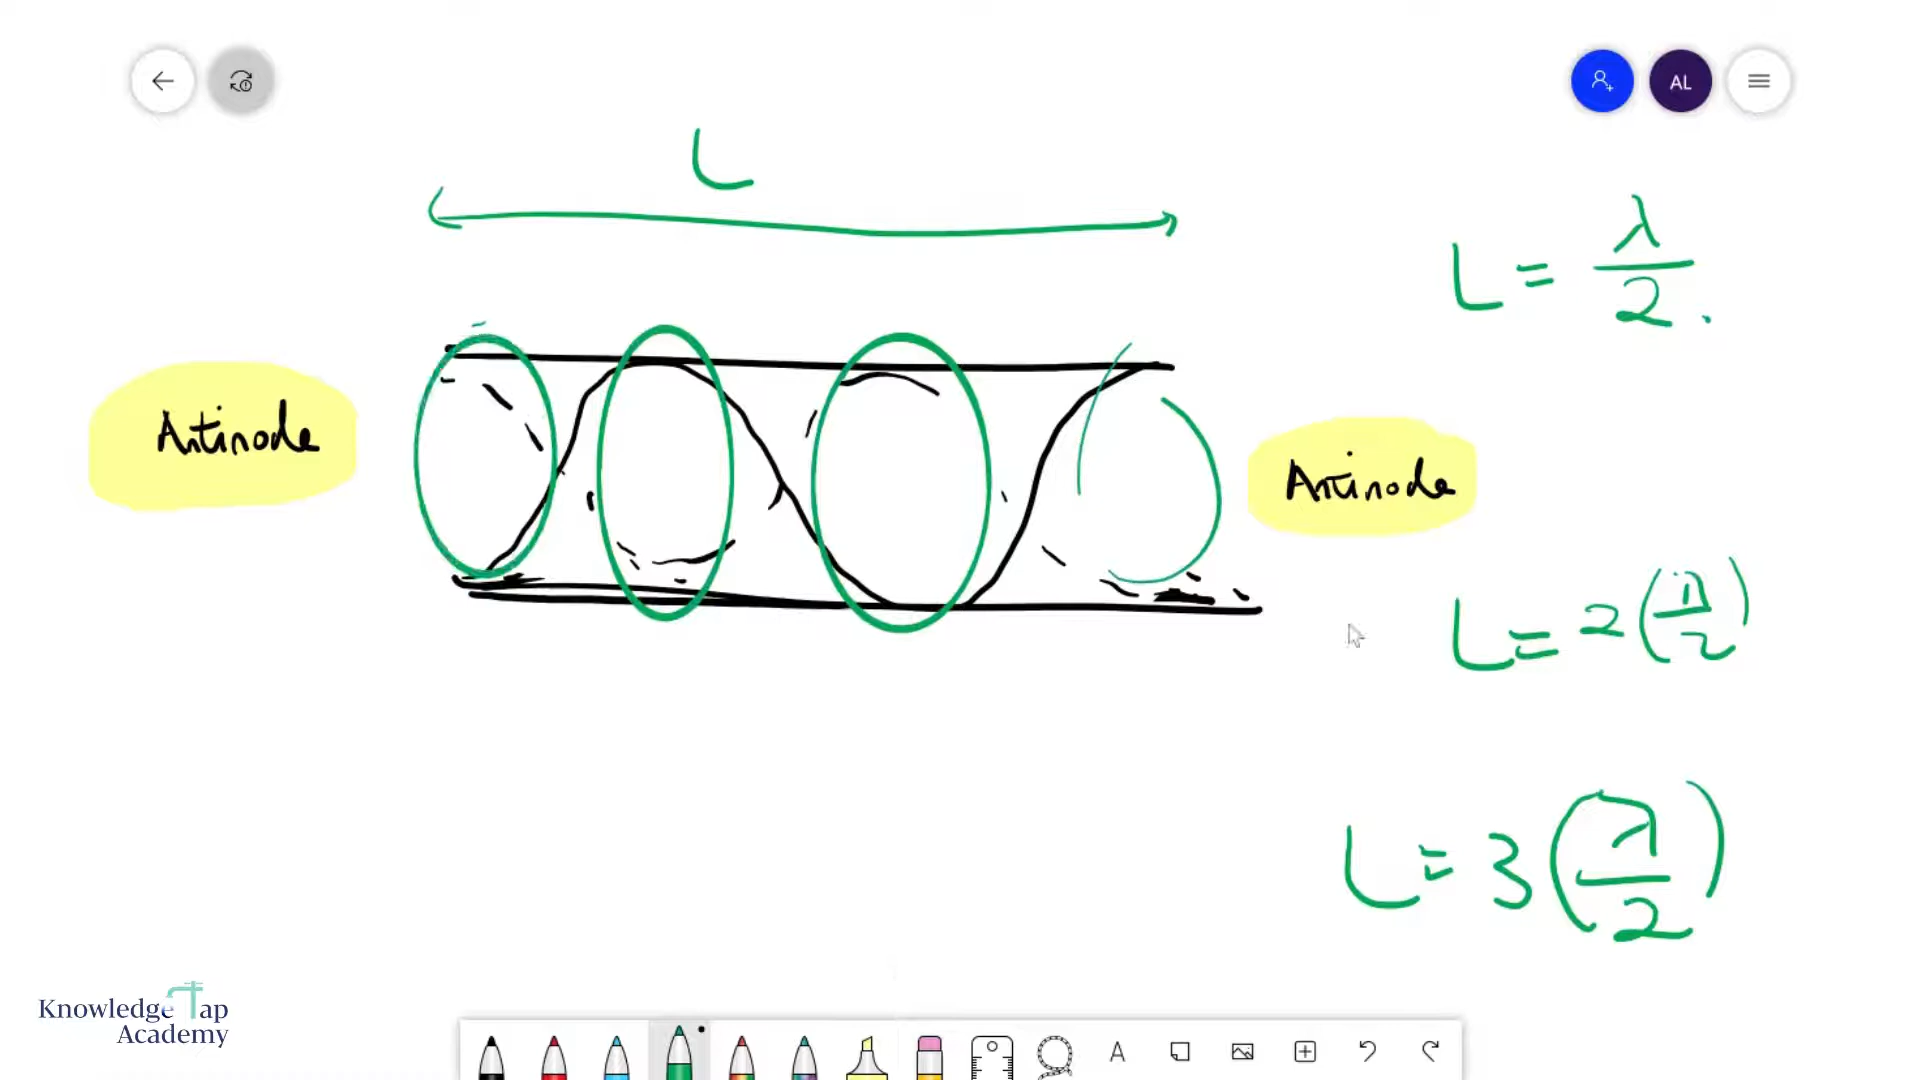 AL
L
L = λ/2.
Antinode
Antinode
L = 2(λ/2)
L = 3(λ/2)
Knowledge Tap
Academy
A